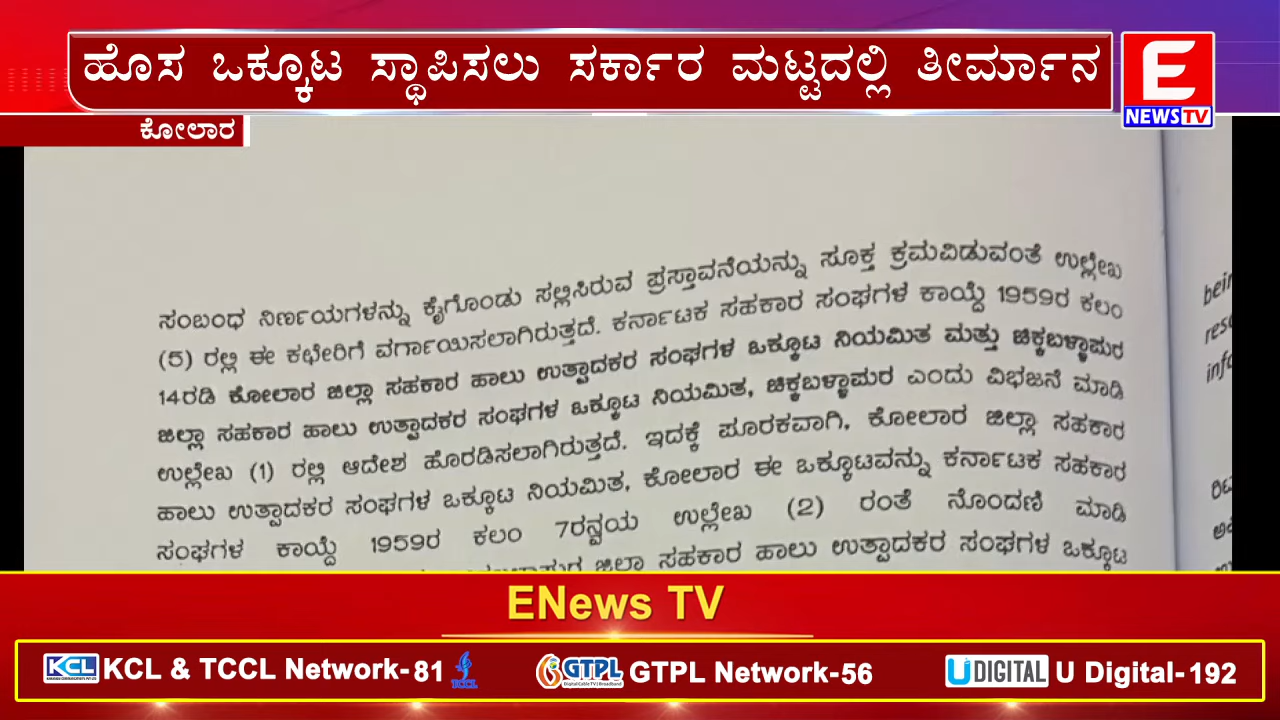 ಹೊಸ ಒಕ್ಕೂಟ ಸ್ಥಾಪಿಸಲು ಸರ್ಕಾರ ಮಟ್ಟದಲ್ಲಿ ತೀರ್ಮಾನ
E
NEWSTV
ಕೋಲಾರ
ಸಂಬಂಧ ನಿರ್ಣಯಗಳನ್ನು ಕೈಗೊಂಡು ಸಲ್ಲಿಸಿರುವ ಪ್ರಸ್ತಾವನೆಯನ್ನು ಸೂಕ್ತ ಕ್ರಮವಿಡುವಂತೆ ಉಲ್ಲೇಖ
(5) ರಲ್ಲಿ ಈ ಕಛೇರಿಗೆ ವರ್ಗಾಯಿಸಲಾಗಿರುತ್ತದೆ. ಕರ್ನಾಟಕ ಸಹಕಾರ ಸಂಘಗಳ ಕಾಯ್ದೆ 1959ರ ಕಲಂ
14ರಡಿ ಕೋಲಾರ ಜಿಲ್ಲಾ ಸಹಕಾರ ಹಾಲು ಉತ್ಪಾದಕರ ಸಂಘಗಳ ಒಕ್ಕೂಟ ನಿಯಮಿತ ಮತ್ತು ಚಿಕ್ಕಬಳ್ಳಾಪುರ
ಜಿಲ್ಲಾ ಸಹಕಾರ ಹಾಲು ಉತ್ಪಾದಕರ ಸಂಘಗಳ ಒಕ್ಕೂಟ ನಿಯಮಿತ, ಚಿಕ್ಕಬಳ್ಳಾಪುರ ಎಂದು ವಿಭಜನೆ ಮಾಡಿ
ಉಲ್ಲೇಖ (1) ರಲ್ಲಿ ಆದೇಶ ಹೊರಡಿಸಲಾಗಿರುತ್ತದೆ. ಇದಕ್ಕೆ ಪೂರಕವಾಗಿ, ಕೋಲಾರ ಜಿಲ್ಲಾ ಸಹಕಾರ
ಹಾಲು ಉತ್ಪಾದಕರ ಸಂಘಗಳ ಒಕ್ಕೂಟ ನಿಯಮಿತ, ಕೋಲಾರ ಈ ಒಕ್ಕೂಟವನ್ನು ಕರ್ನಾಟಕ ಸಹಕಾರ
ಸಂಘಗಳ ಕಾಯ್ದೆ 1959ರ ಕಲಂ 7ರನ್ವಯ ಉಲ್ಲೇಖ (2) ರಂತೆ ನೊಂದಣಿ ಮಾಡಿ
ಜಿಲ್ಲಾ ಸಹಕಾರ ಹಾಲು ಉತ್ಪಾದಕರ ಸಂಘಗಳ ಒಕ್ಕೂಟ
ENews TV
KCL KCL & TCCL Network-81 TCCL
GTPL GTPL Network-56
U DIGITAL U Digital-192